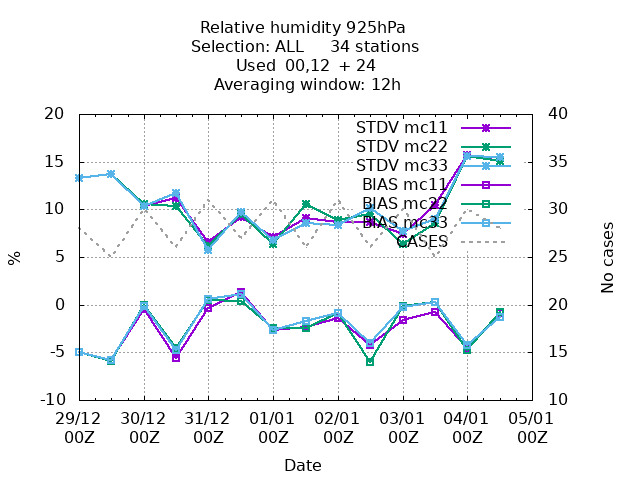 Relative humidity 925hPa
Selection: ALL 34 stations
Used 00,12 + 24
Averaging window: 12h
20
15
10
5
0
-5
-10
%
40
35
30
25
20
15
10
No cases
STDV mc11
STDV mc22
STDV mc33
BIAS mc11
BIAS mc22
BIAS mc33
CASES
29/12 30/12 31/12 01/01 02/01 03/01 04/01 05/01
00Z 00Z 00Z 00Z 00Z 00Z 00Z 00Z
Date